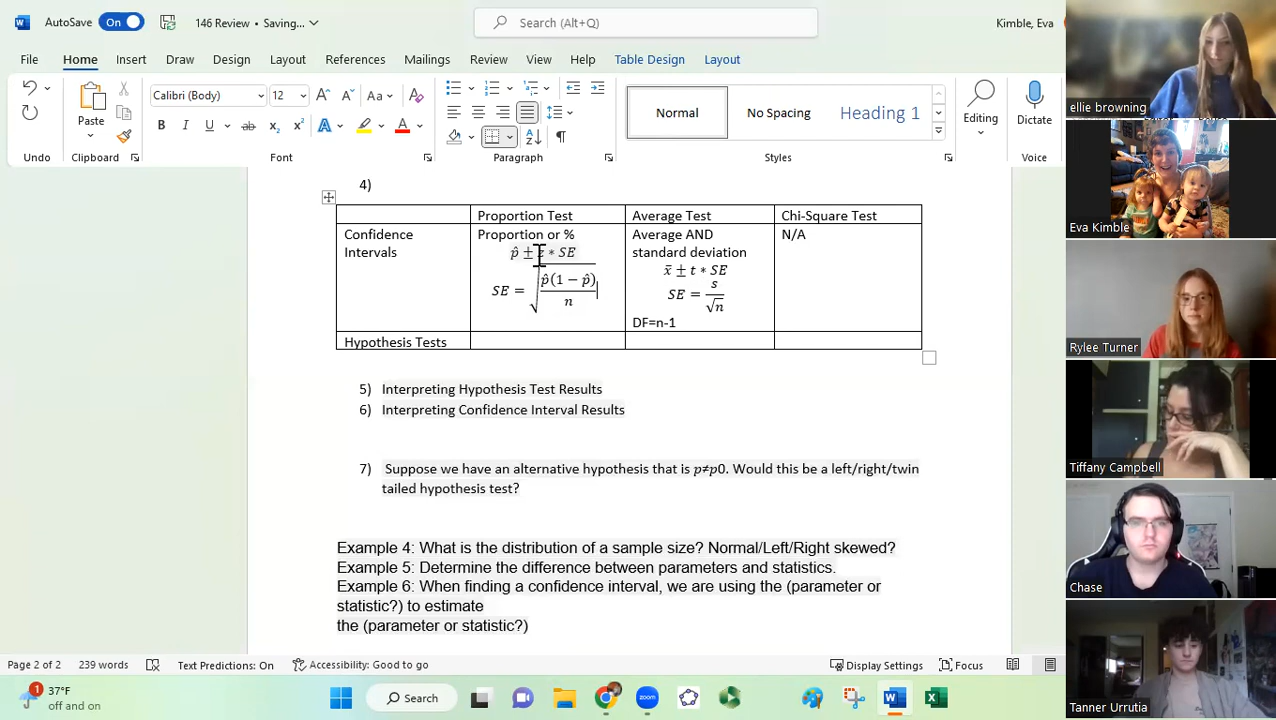 AutoSave On 146 Review • Saving... Search (Alt+Q) Kimble, Eva
File Home Insert Draw Design Layout References Mailings Review View Table Design Layout
Calibri (Body) 12 Aa
Paste
B I U ab A A
Normal No Spacing Heading 1
Editing Dictate
Undo Clipboard Font Paragraph Styles Voice
4)
Proportion Test Average Test Chi-Square Test
Confidence Intervals
Proportion or %
p̂ ± z * SE
SE = √(p̂(1 − p̂)/n)
Average AND
standard deviation
x̄ ± t * SE
SE = s/√n
DF=n-1
N/A
Hypothesis Tests
5) Interpreting Hypothesis Test Results
6) Interpreting Confidence Interval Results
7) Suppose we have an alternative hypothesis that is p≠p0. Would this be a left/right/twin
tailed hypothesis test?
Example 4: What is the distribution of a sample size? Normal/Left/Right skewed?
Example 5: Determine the difference between parameters and statistics.
Example 6: When finding a confidence interval, we are using the (parameter or
statistic?) to estimate
the (parameter or statistic?)
Page 2 of 2 239 words Text Predictions: On Accessibility: Good to go Display Settings Focus
1 37°F
off and on
Search
zoom
ellie browning
Eva Kimble
Rylee Turner
Tiffany Campbell
Chase
Tanner Urrutia